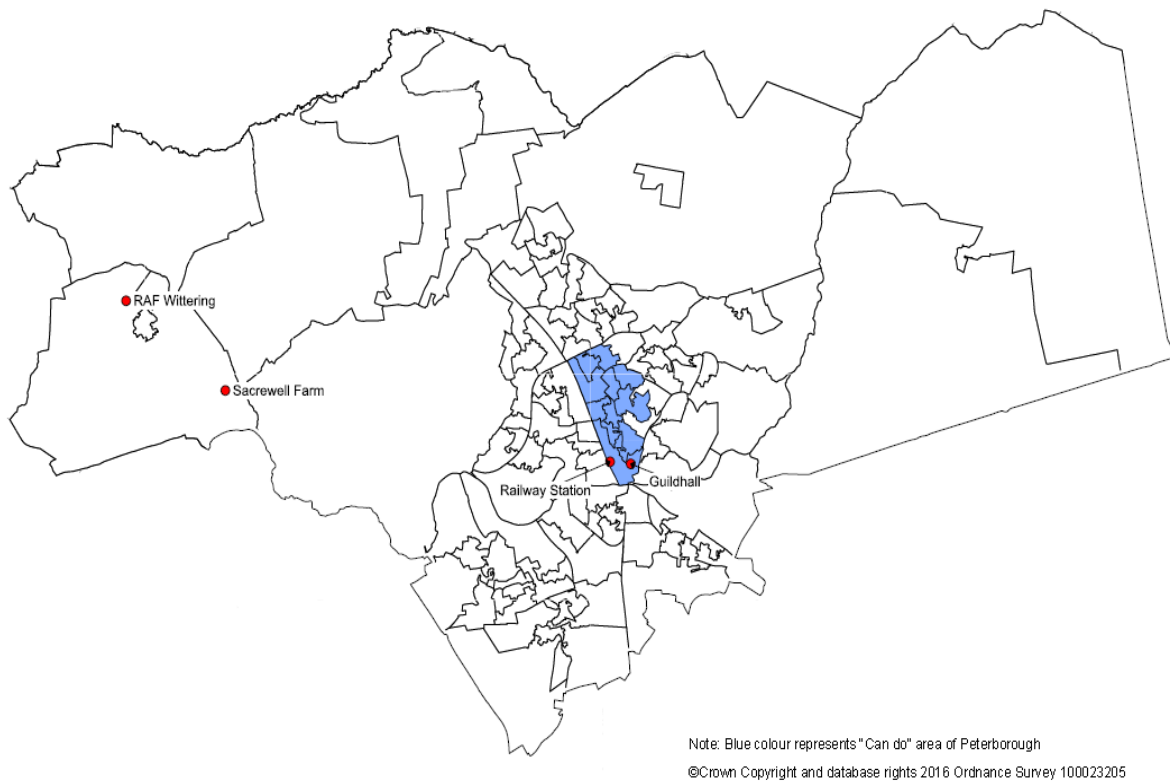 RAF Wittering
Sacrewell Farm
Railway Station
Guildhall
Note: Blue colour represents "Can do" area of Peterborough
©Crown Copyright and database rights 2016 Ordnance Survey 100023205